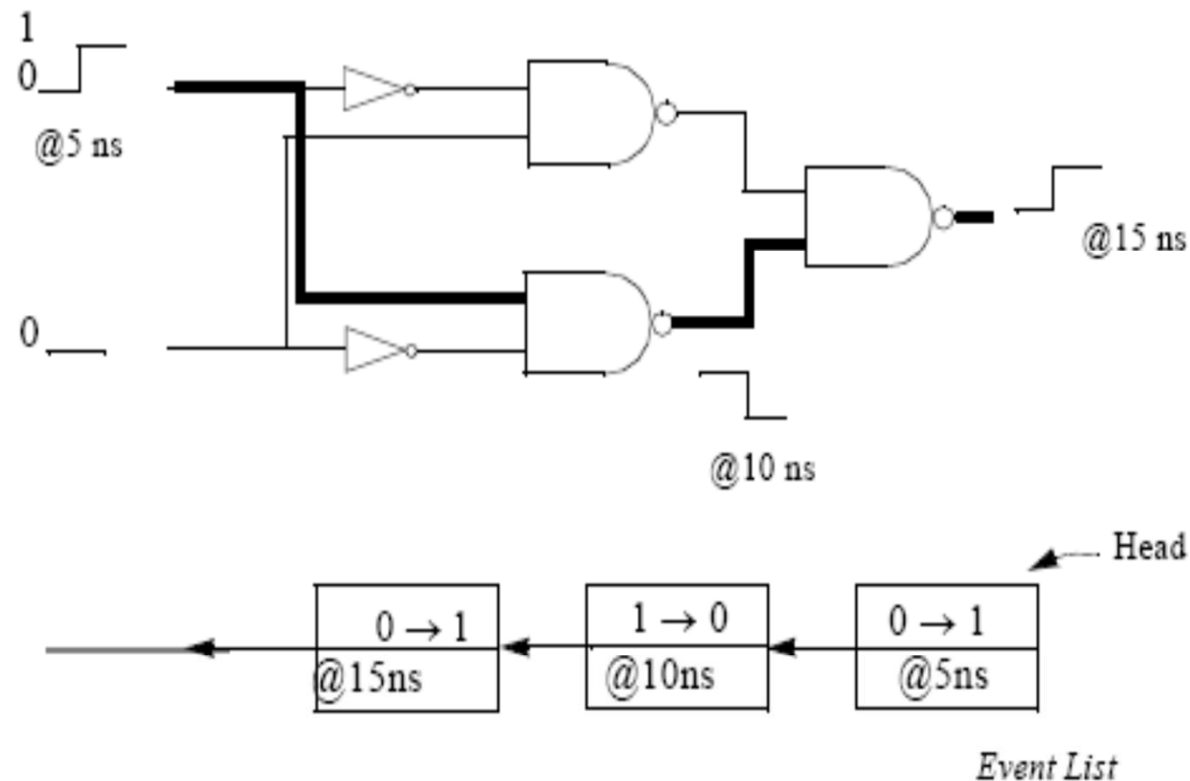 1
0
@5 ns
@15 ns
0
@10 ns
Head
0 → 1
1 → 0
0 → 1
@15ns
@10ns
@5ns
Event List